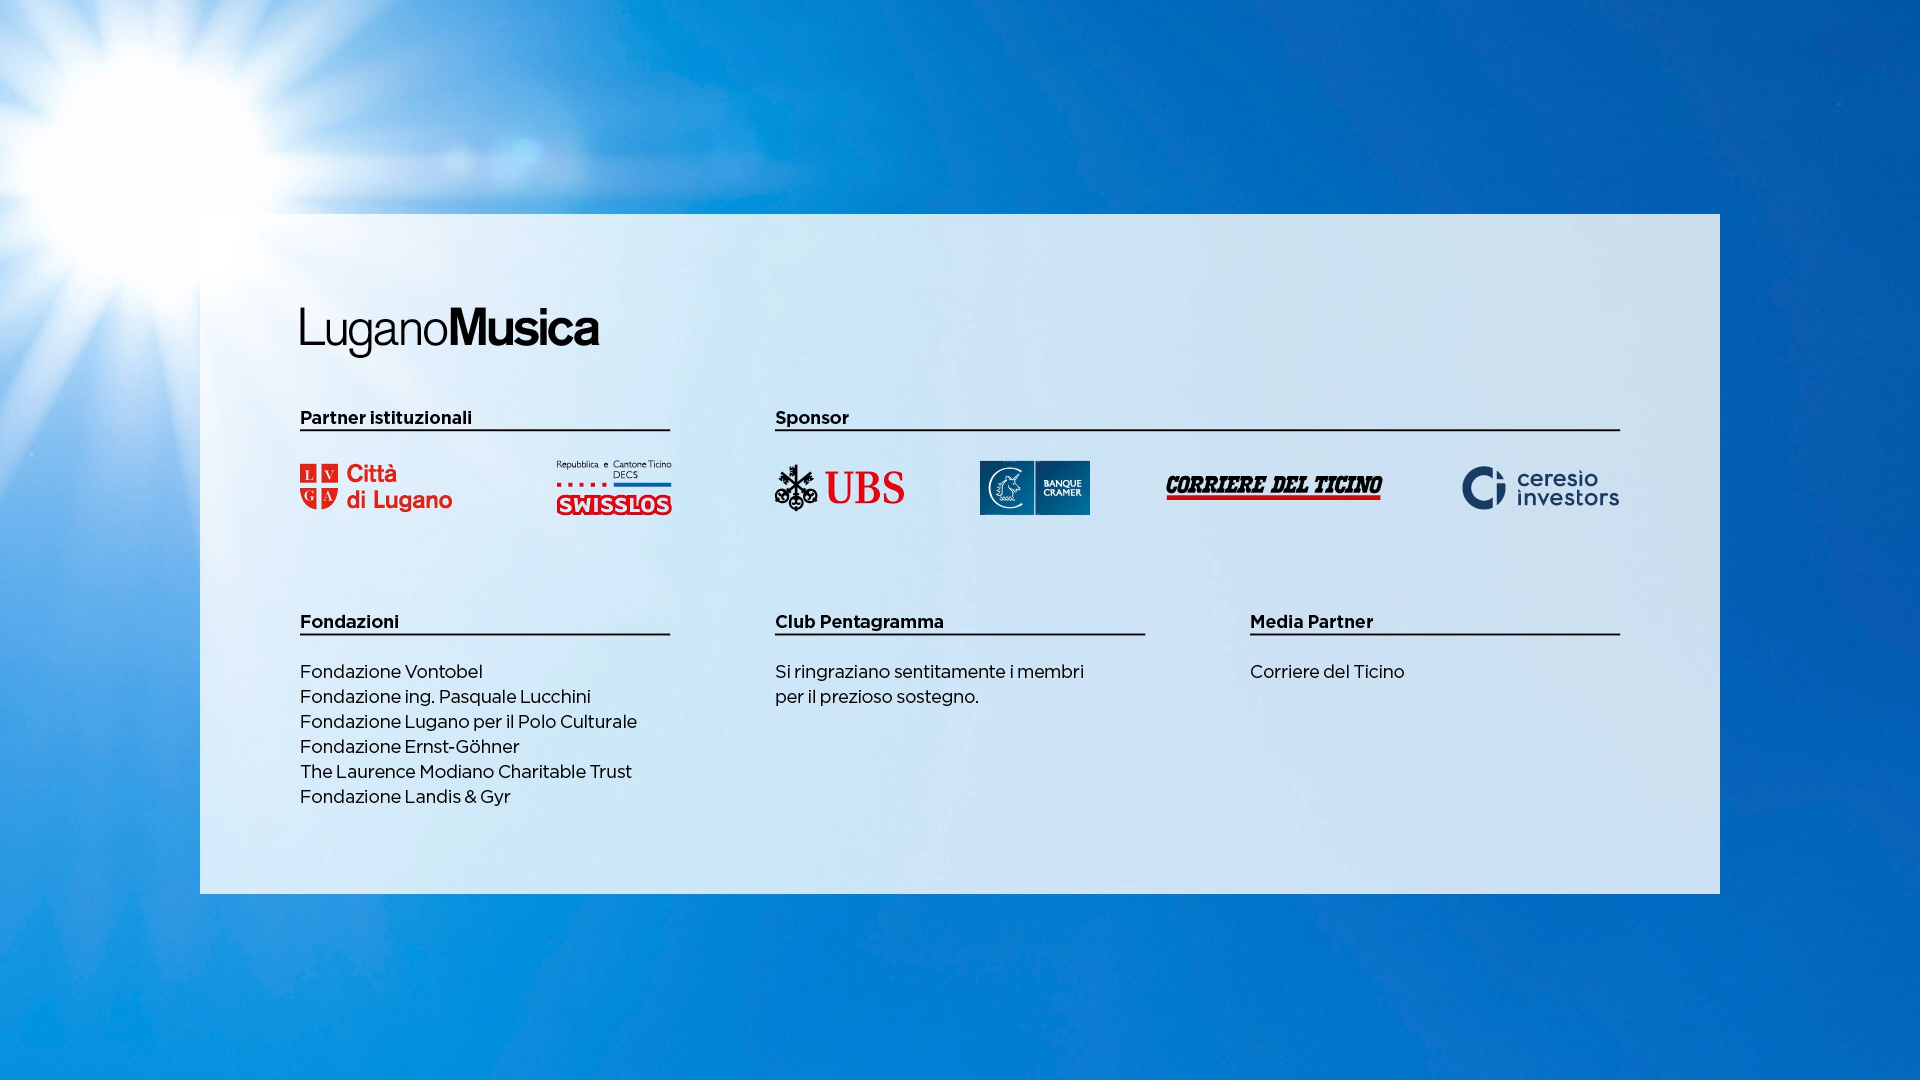 LuganoMusica
Partner istituzionali
LVGA
Città
di Lugano
Repubblica e Cantone Ticino
DECS
SWISSLOS
Sponsor
UBS
BANQUE
CRAMER
CORRIERE DEL TICINO
ceresio
investors
Fondazioni
Fondazione Vontobel
Fondazione ing. Pasquale Lucchini
Fondazione Lugano per il Polo Culturale
Fondazione Ernst-Göhner
The Laurence Modiano Charitable Trust
Fondazione Landis & Gyr
Club Pentagramma
Si ringraziano sentitamente i membri
per il prezioso sostegno.
Media Partner
Corriere del Ticino